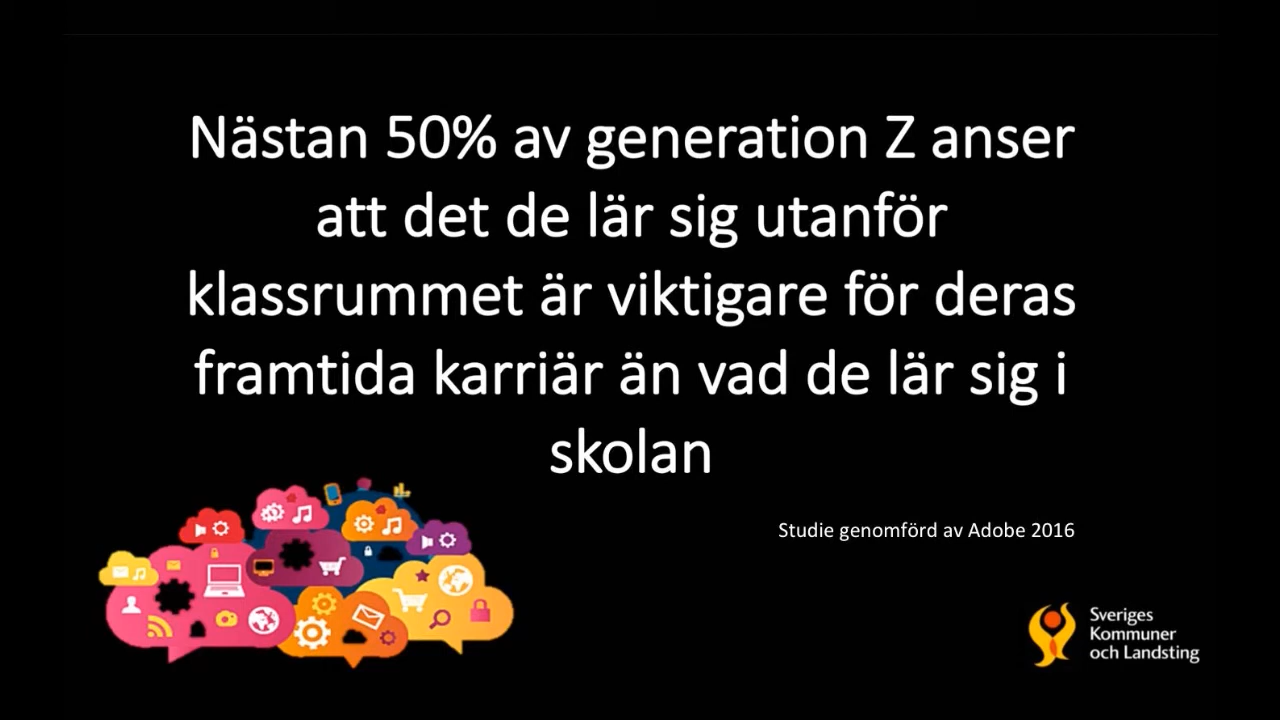 Nästan 50% av generation Z anser
att det de lär sig utanför
klassrummet är viktigare för deras
framtida karriär än vad de lär sig i
skolan
Studie genomförd av Adobe 2016
Sveriges
Kommuner
och Landsting